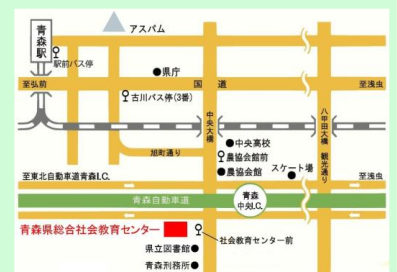 アスパム
青森駅
駅前バス停
県庁
至弘前
国道
至浅虫
古川バス停(3番)
中央大橋
八甲田大橋
観光通り
中央高校
旭町通り
農協会館前
農協会館
スケート場
至東北自動車道青森I.C.
至浅虫
青森自動車道
青森中央I.C.
青森県総合社会教育センター
社会教育センター前
県立図書館
青森刑務所